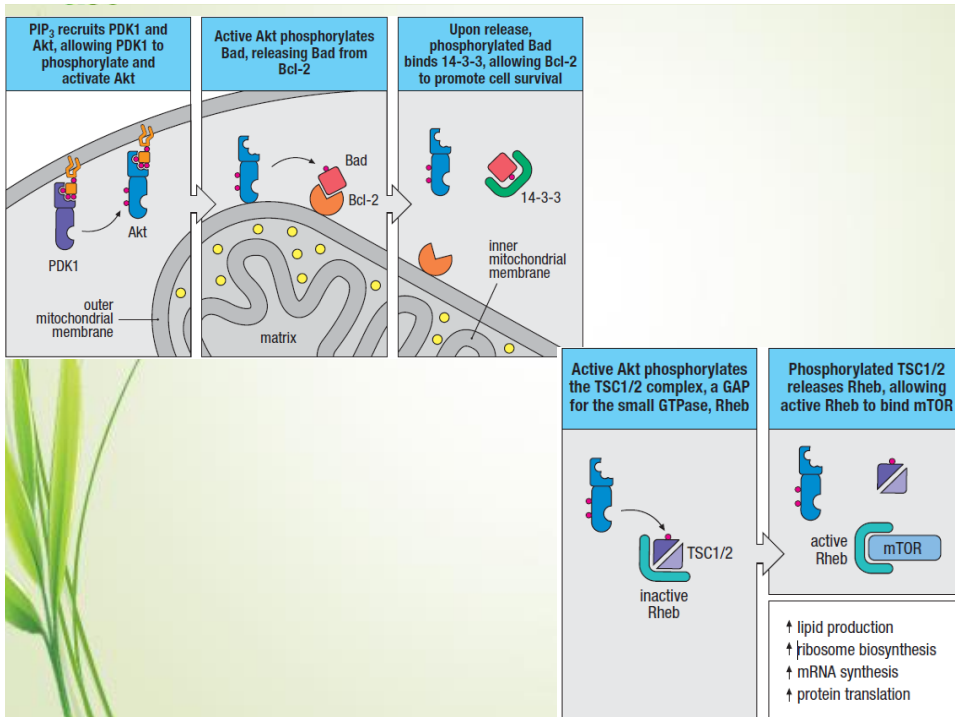 PIP3 recruits PDK1 and
Akt, allowing PDK1 to
phosphorylate and
activate Akt
Active Akt phosphorylates
Bad, releasing Bad from
Bcl-2
Upon release,
phosphorylated Bad
binds 14-3-3, allowing Bcl-2
to promote cell survival
PDK1
Akt
outer
mitochondrial
membrane
Bad
Bcl-2
matrix
14-3-3
inner
mitochondrial
membrane
Active Akt phosphorylates
the TSC1/2 complex, a GAP
for the small GTPase, Rheb
Phosphorylated TSC1/2
releases Rheb, allowing
active Rheb to bind mTOR
TSC1/2
inactive
Rheb
active
Rheb
mTOR
↑ lipid production
↑ ribosome biosynthesis
↑ mRNA synthesis
↑ protein translation